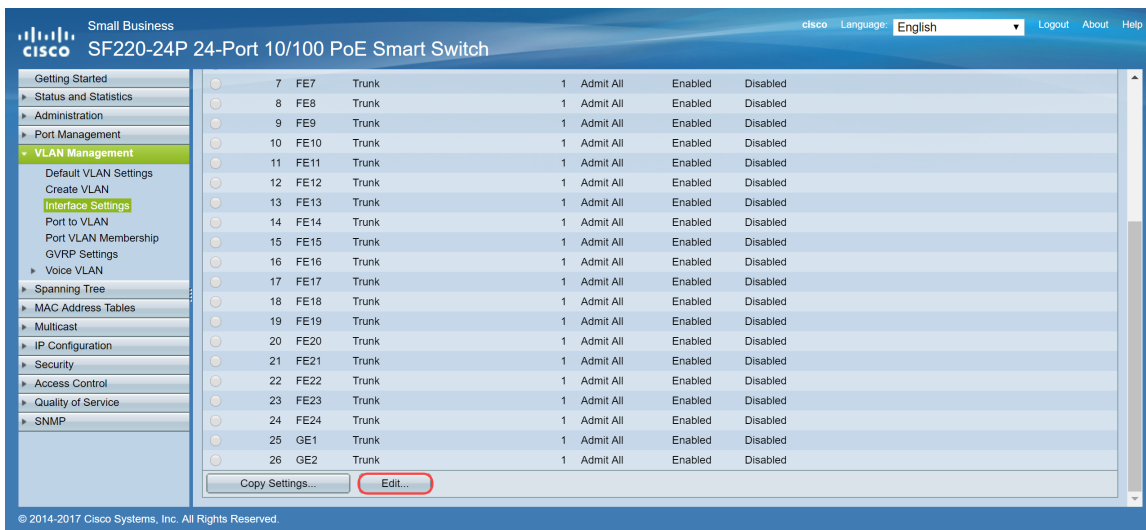 Small Business
cisco Language: English Logout About Help
CISCO SF220-24P 24-Port 10/100 PoE Smart Switch
Getting Started
Status and Statistics
Administration
Port Management
VLAN Management
Default VLAN Settings
Create VLAN
Interface Settings
Port to VLAN
Port VLAN Membership
GVRP Settings
Voice VLAN
Spanning Tree
MAC Address Tables
Multicast
IP Configuration
Security
Access Control
Quality of Service
SNMP
7 FE7 Trunk 1 Admit All Enabled Disabled
8 FE8 Trunk 1 Admit All Enabled Disabled
9 FE9 Trunk 1 Admit All Enabled Disabled
10 FE10 Trunk 1 Admit All Enabled Disabled
11 FE11 Trunk 1 Admit All Enabled Disabled
12 FE12 Trunk 1 Admit All Enabled Disabled
13 FE13 Trunk 1 Admit All Enabled Disabled
14 FE14 Trunk 1 Admit All Enabled Disabled
15 FE15 Trunk 1 Admit All Enabled Disabled
16 FE16 Trunk 1 Admit All Enabled Disabled
17 FE17 Trunk 1 Admit All Enabled Disabled
18 FE18 Trunk 1 Admit All Enabled Disabled
19 FE19 Trunk 1 Admit All Enabled Disabled
20 FE20 Trunk 1 Admit All Enabled Disabled
21 FE21 Trunk 1 Admit All Enabled Disabled
22 FE22 Trunk 1 Admit All Enabled Disabled
23 FE23 Trunk 1 Admit All Enabled Disabled
24 FE24 Trunk 1 Admit All Enabled Disabled
25 GE1 Trunk 1 Admit All Enabled Disabled
26 GE2 Trunk 1 Admit All Enabled Disabled
Copy Settings... Edit...
© 2014-2017 Cisco Systems, Inc. All Rights Reserved.